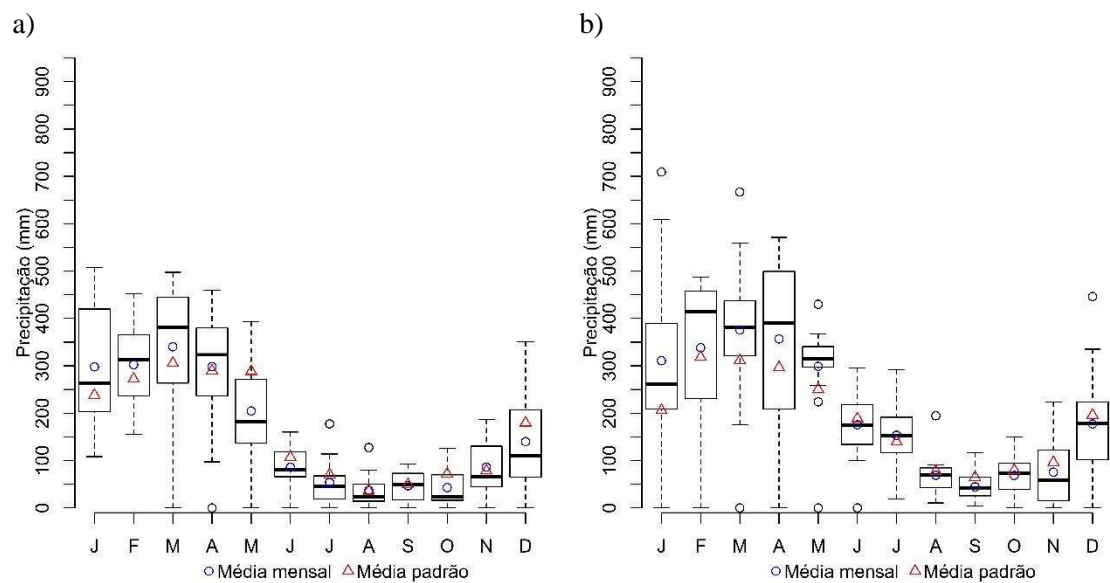 a)
b)
Precipitação (mm)
0 100 200 300 400 500 600 700 800 900
J F M A M J J A S O N D
Média mensal Média padrão
Precipitação (mm)
0 100 200 300 400 500 600 700 800 900
J F M A M J J A S O N D
Média mensal Média padrão